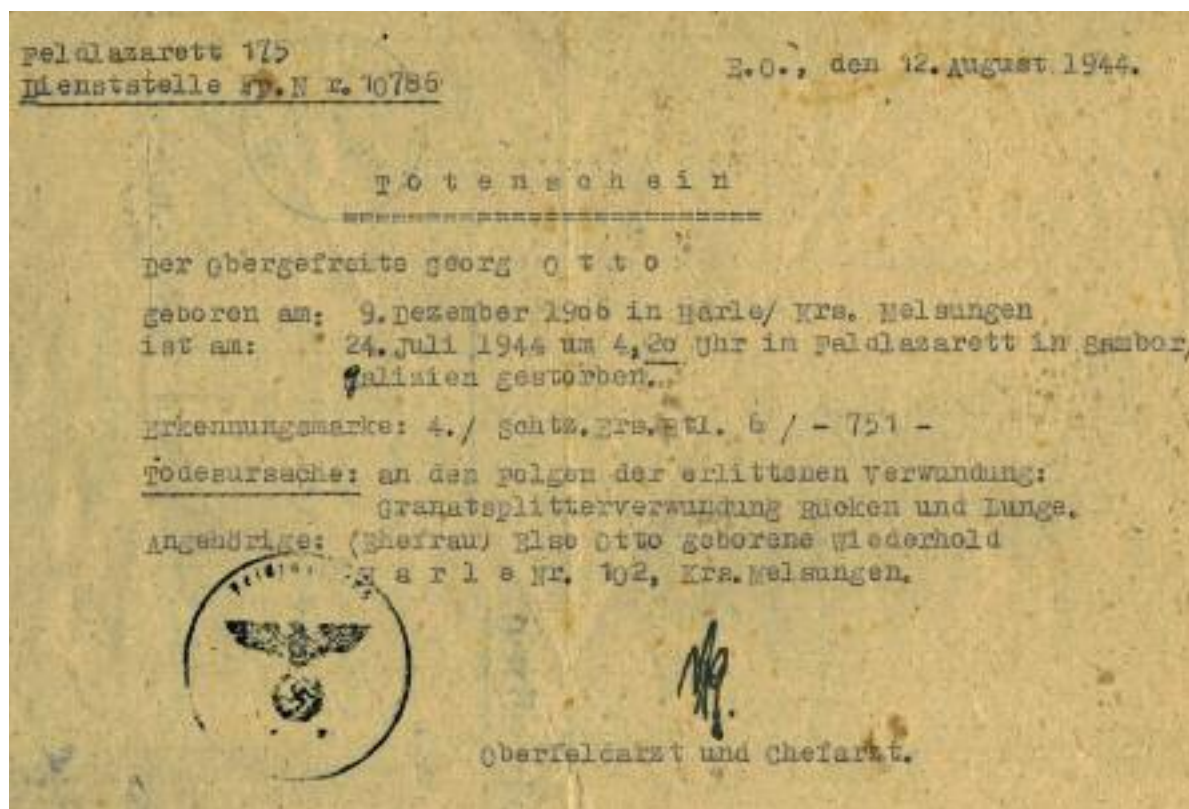 Feldlazarett 175
Dienststelle Fp.N r. 10786
E.O., den 12.August 1944.
T o t e n s c h e i n
=========================
Der Obergefreite Georg O t t o
geboren am: 9.Dezember 1906 in Harle/ Krs. Melsungen
ist am: 24.Juli 1944 um 4,20 Uhr im Feldlazarett in Sambor/
Galizien gestorben.
Erkennungsmarke: 4./ Schtz.Ers.Btl. 6 / - 751 -
Todesursache: an den Folgen der erlittenen Verwundung:
Granatsplitterverwundung Rücken und Lunge.
Angehörige: (Ehefrau) Else Otto geborene Wiederhold
H a r l e Nr. 102, Krs.Melsungen.
Oberfeldarzt und Chefarzt.